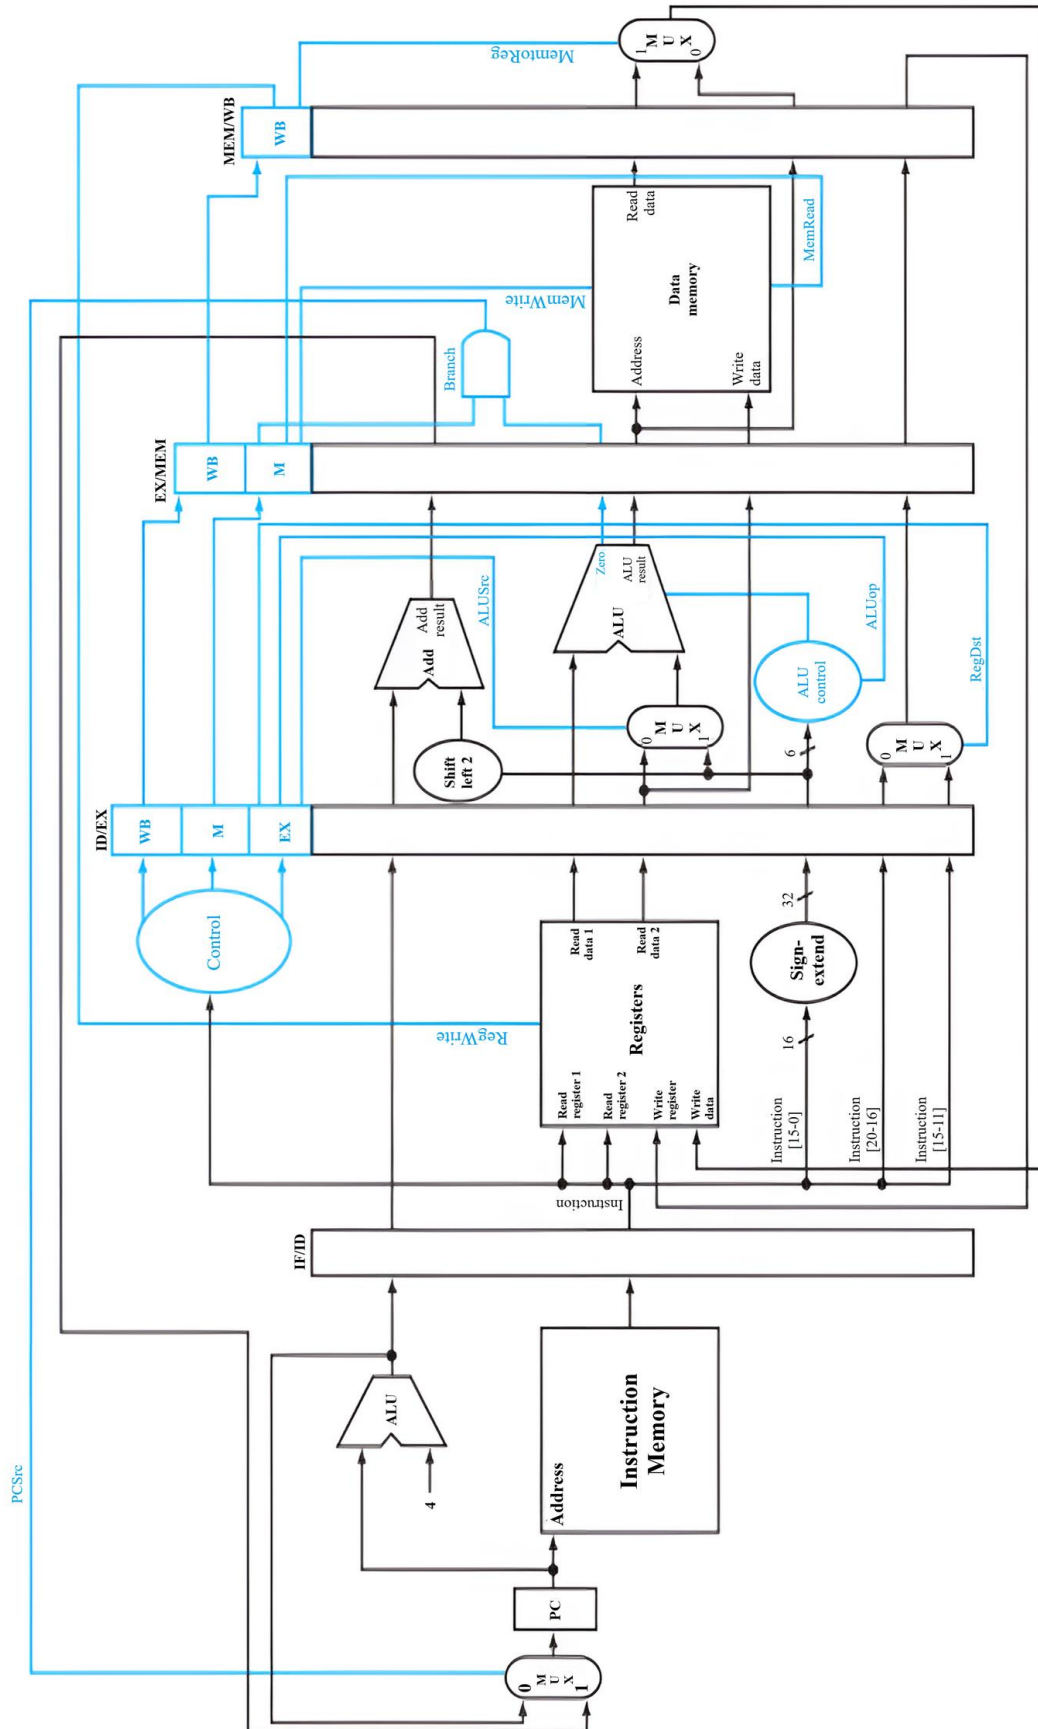 PCSrc
0
M
U
X
1
PC
4
ALU
Address
Instruction
Memory
IF/ID
Instruction
RegWrite
Control
Read
register 1
Read
register 2
Write
register
Write
data
Registers
Read
data 1
Read
data 2
Instruction
[15-0]
Instruction
[20-16]
Instruction
[15-11]
16
Sign-
extend
32
ID/EX
WB
M
EX
Shift
left 2
Add
Add
result
ALUSrc
0
M
U
X
1
ALU
Zero
ALU
result
6
ALU
control
ALUop
0
M
U
X
1
RegDst
EX/MEM
WB
M
Branch
MemWrite
Address
Write
data
Data
memory
Read
data
MemRead
MEM/WB
WB
MemtoReg
1
M
U
X
0